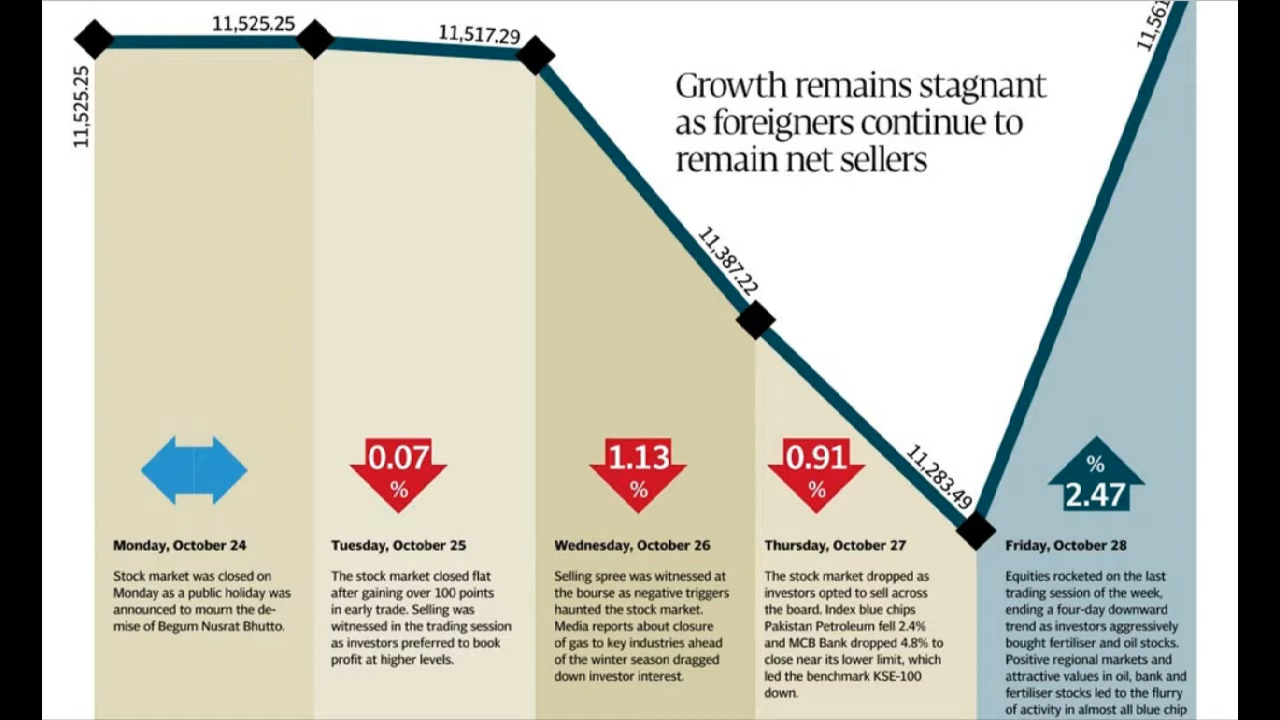 11,525.25
11,525.25
11,517.29
11,387.22
11,283.49
11,561
Growth remains stagnant
as foreigners continue to
remain net sellers
0.07
%
1.13
%
0.91
%
%
2.47
Monday, October 24
Stock market was closed on
Monday as a public holiday was
announced to mourn the de-
mise of Begum Nusrat Bhutto.
Tuesday, October 25
The stock market closed flat
after gaining over 100 points
in early trade. Selling was
witnessed in the trading session
as investors preferred to book
profit at higher levels.
Wednesday, October 26
Selling spree was witnessed at
the bourse as negative triggers
haunted the stock market.
Media reports about closure
of gas to key industries ahead
of the winter season dragged
down investor interest.
Thursday, October 27
The stock market dropped as
investors opted to sell across
the board. Index blue chips
Pakistan Petroleum fell 2.4%
and MCB Bank dropped 4.8% to
close near its lower limit, which
led the benchmark KSE-100
down.
Friday, October 28
Equities rocketed on the last
trading session of the week,
ending a four-day downward
trend as investors aggressively
bought fertiliser and oil stocks.
Positive regional markets and
attractive values in oil, bank and
fertiliser stocks led to the flurry
of activity in almost all blue chip